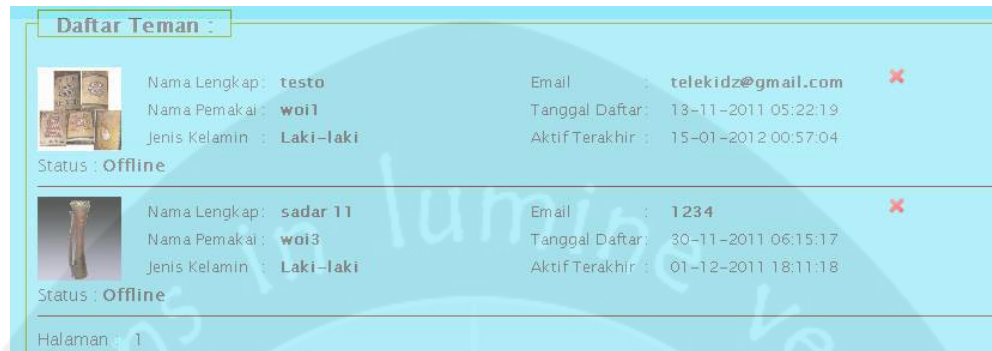 Daftar Teman :
Nama Lengkap : testo Email : telekidz@gmail.com
Nama Pemakai : woi1 Tanggal Daftar : 13-11-2011 05:22:19
Jenis Kelamin : Laki-laki Aktif Terakhir : 15-01-2012 00:57:04
Status : Offline
Nama Lengkap : sadar 11 Email : 1234
Nama Pemakai : woi3 Tanggal Daftar : 30-11-2011 06:15:17
Jenis Kelamin : Laki-laki Aktif Terakhir : 01-12-2011 18:11:18
Status : Offline
Halaman : 1
in lumine